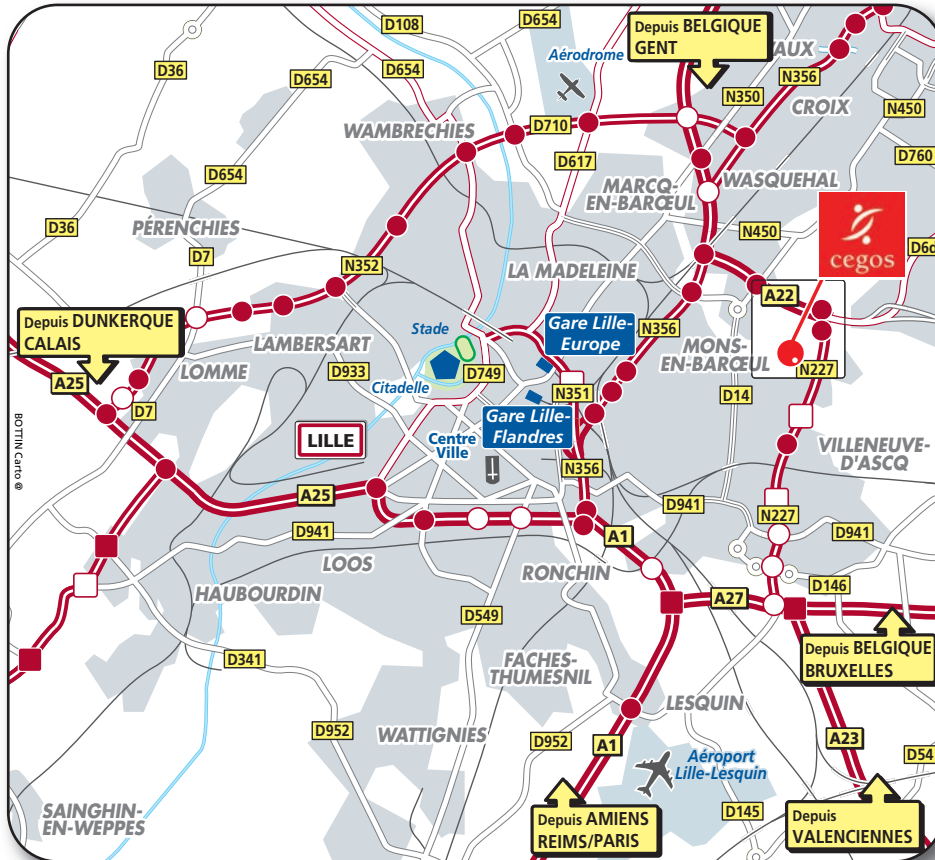 D108
D654
Depuis BELGIQUE
GENT
AUX
Aérodrome
D36
D654
D654
N356
N350
CROIX
N450
WAMBRECHIES
D710
D617
D760
D654
MARCQ-
EN-BARŒUL
WASQUEHAL
D36
PÉRENCHIES
N450
D7
cegos
D6d
N352
LA MADELEINE
A22
Depuis DUNKERQUE
CALAIS
Stade
Gare Lille-
Europe
N356
LAMBERSART
MONS-
EN-BARŒUL
LOMME
D933
D749
N227
A25
Citadelle
N351
D14
D7
Gare Lille-
Flandres
BOTTIN Carto ©
LILLE
Centre
Ville
VILLENEUVE-
D'ASCQ
N356
A25
D941
N227
D941
D941
A1
LOOS
RONCHIN
D146
HAUBOURDIN
A27
D549
Depuis BELGIQUE
BRUXELLES
D341
FACHES-
THUMESNIL
LESQUIN
D952
WATTIGNIES
D952
A1
A23
Aéroport
Lille-Lesquin
D54
SAINGHIN-
EN-WEPPES
Depuis AMIENS
REIMS/PARIS
D145
Depuis
VALENCIENNES